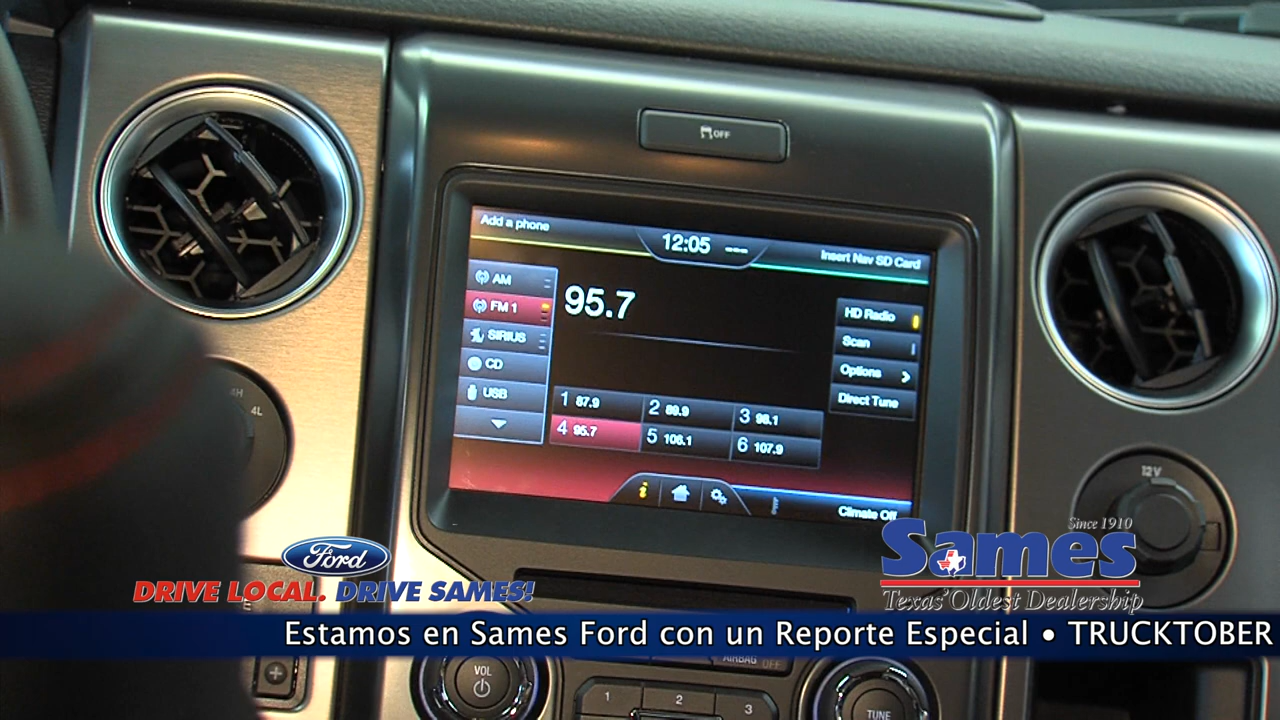 OFF
Add a phone
12:05
Insert Nav SD Card
AM
FM 1
SIRIUS
CD
USB
95.7
HD Radio
Scan
Options
Direct Tune
1 87.9
2 89.9
3 98.1
4 95.7
5 106.1
6 107.9
Climate Off
4H
4L
12V
Ford
DRIVE LOCAL. DRIVE SAMES!
Since 1910
Sames
Texas' Oldest Dealership
Estamos en Sames Ford con un Reporte Especial • TRUCKTOBER
AIRBAG OFF
VOL
1
2
3
TUNE